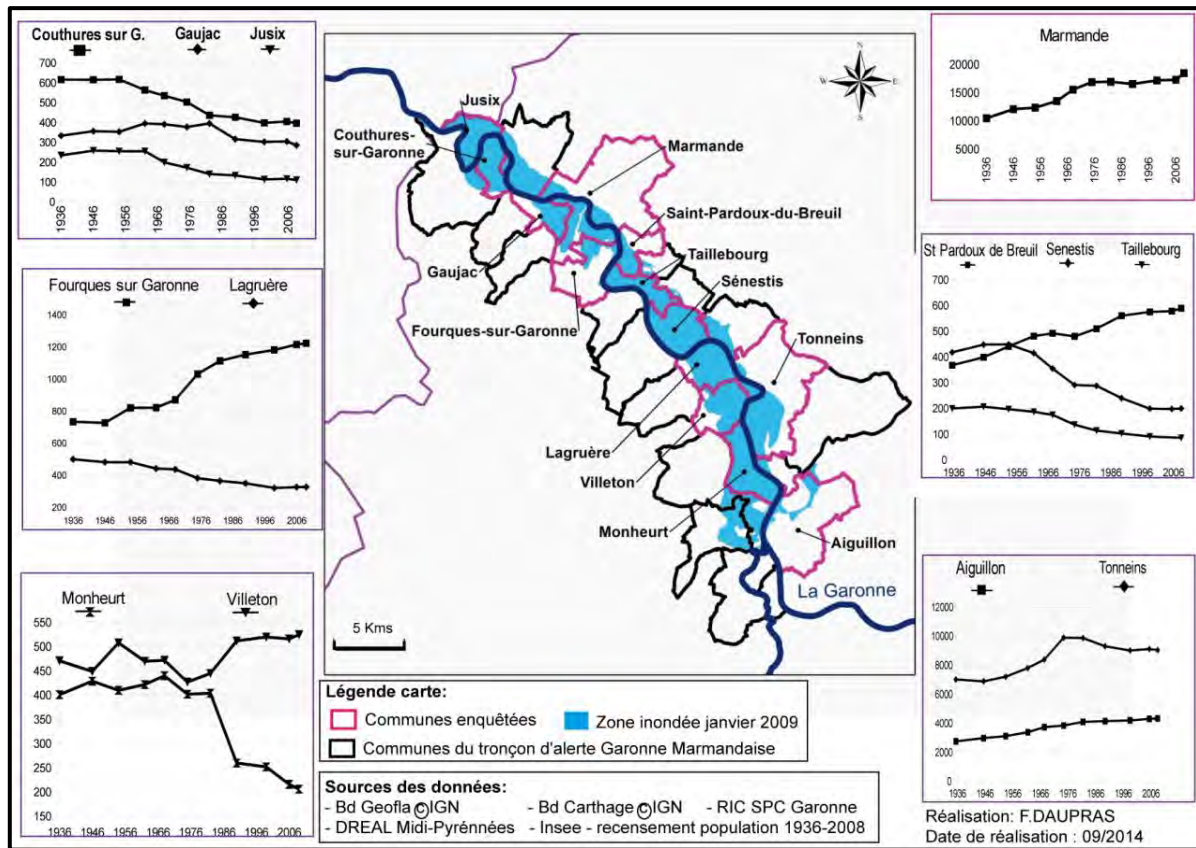 Couthures sur G. Gaujac Jusix
700
600
500
400
300
200
100
0
1936 1946 1956 1966 1976 1986 1996 2006
Fourques sur Garonne Lagruère
1400
1200
1000
800
600
400
200
1936 1946 1956 1966 1976 1986 1996 2006
Monheurt Villeton
550
500
450
400
350
300
250
200
150
1936 1946 1956 1966 1976 1986 1996 2006
N
W E
S
Jusix
Couthures-
sur-Garonne
Marmande
Saint-Pardoux-du-Breuil
Taillebourg
Gaujac
Sénestis
Fourques-sur-Garonne
Tonneins
Lagruère
Villeton
Monheurt
Aiguillon
La Garonne
5 Kms
Légende carte:
Communes enquêtées Zone inondée janvier 2009
Communes du tronçon d'alerte Garonne Marmandaise
Sources des données:
- Bd Geofla ©IGN - Bd Carthage ©IGN - RIC SPC Garonne
- DREAL Midi-Pyrénnées - Insee - recensement population 1936-2008
Marmande
20000
15000
10000
5000
1936 1946 1956 1966 1976 1986 1996 2006
St Pardoux de Breuil Senestis Taillebourg
700
600
500
400
300
200
100
0
1936 1946 1956 1966 1976 1986 1996 2006
Aiguillon Tonneins
12000
10000
8000
6000
4000
2000
0
1936 1946 1956 1966 1976 1986 1996 2006
Réalisation: F.DAUPRAS
Date de réalisation : 09/2014